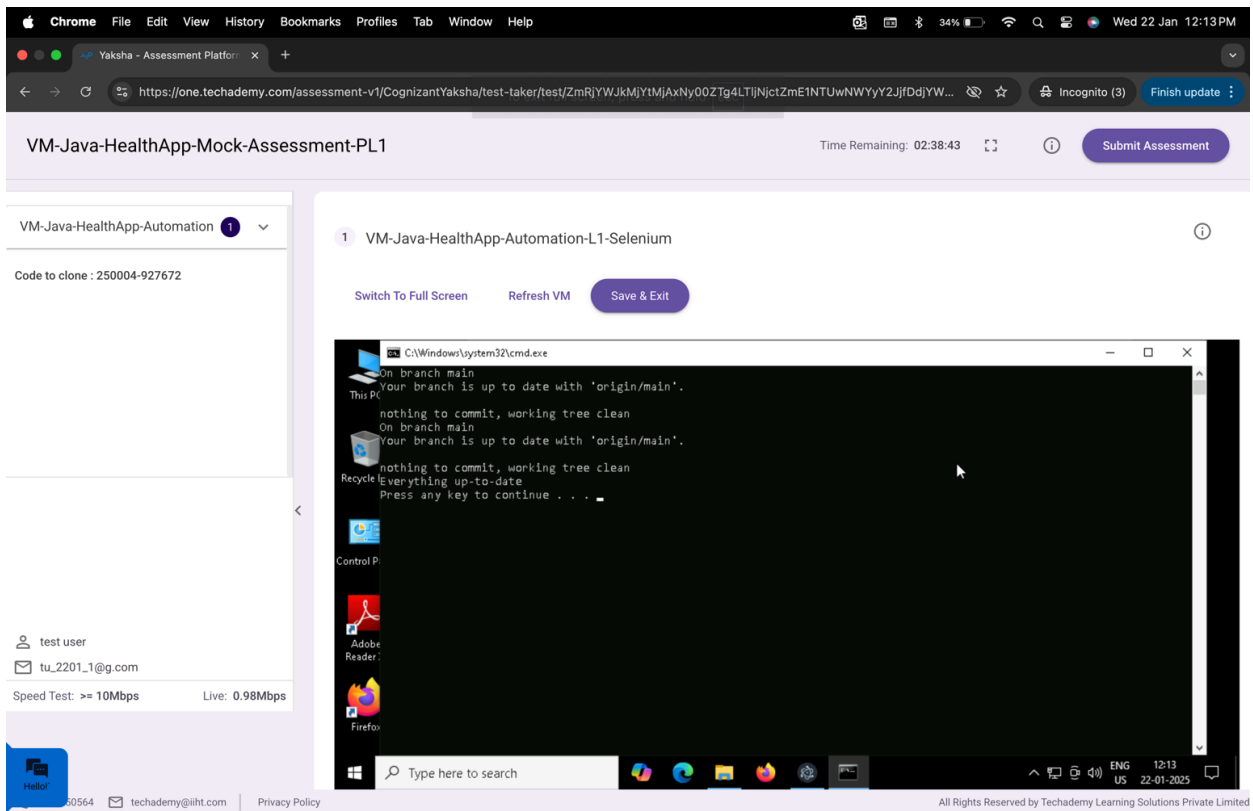 Chrome File Edit View History Bookmarks Profiles Tab Window Help 34% Wed 22 Jan 12:13 PM
Yaksha - Assessment Platform
https://one.techademy.com/assessment-v1/CognizantYaksha/test-taker/test/ Incognito (3) Finish update
VM-Java-HealthApp-Mock-Assessment-PL1 Time Remaining: 02:38:43 Submit Assessment
VM-Java-HealthApp-Automation 1
Code to clone : 250004-927672
1 VM-Java-HealthApp-Automation-L1-Selenium
Switch To Full Screen Refresh VM Save & Exit
C:\Windows\system32\cmd.exe
On branch main
Your branch is up to date with 'origin/main'.
nothing to commit, working tree clean
On branch main
Your branch is up to date with 'origin/main'.
nothing to commit, working tree clean
Everything up-to-date
Press any key to continue . . .
This PC
Recycle
Control P
Adobe
Reader
Firefox
Type here to search
ENG
US
12:13
22-01-2025
test user
tu_2201_1@g.com
Speed Test: >= 10Mbps Live: 0.98Mbps
Hello!
50564 techademy@iiht.com Privacy Policy All Rights Reserved by Techademy Learning Solutions Private Limited